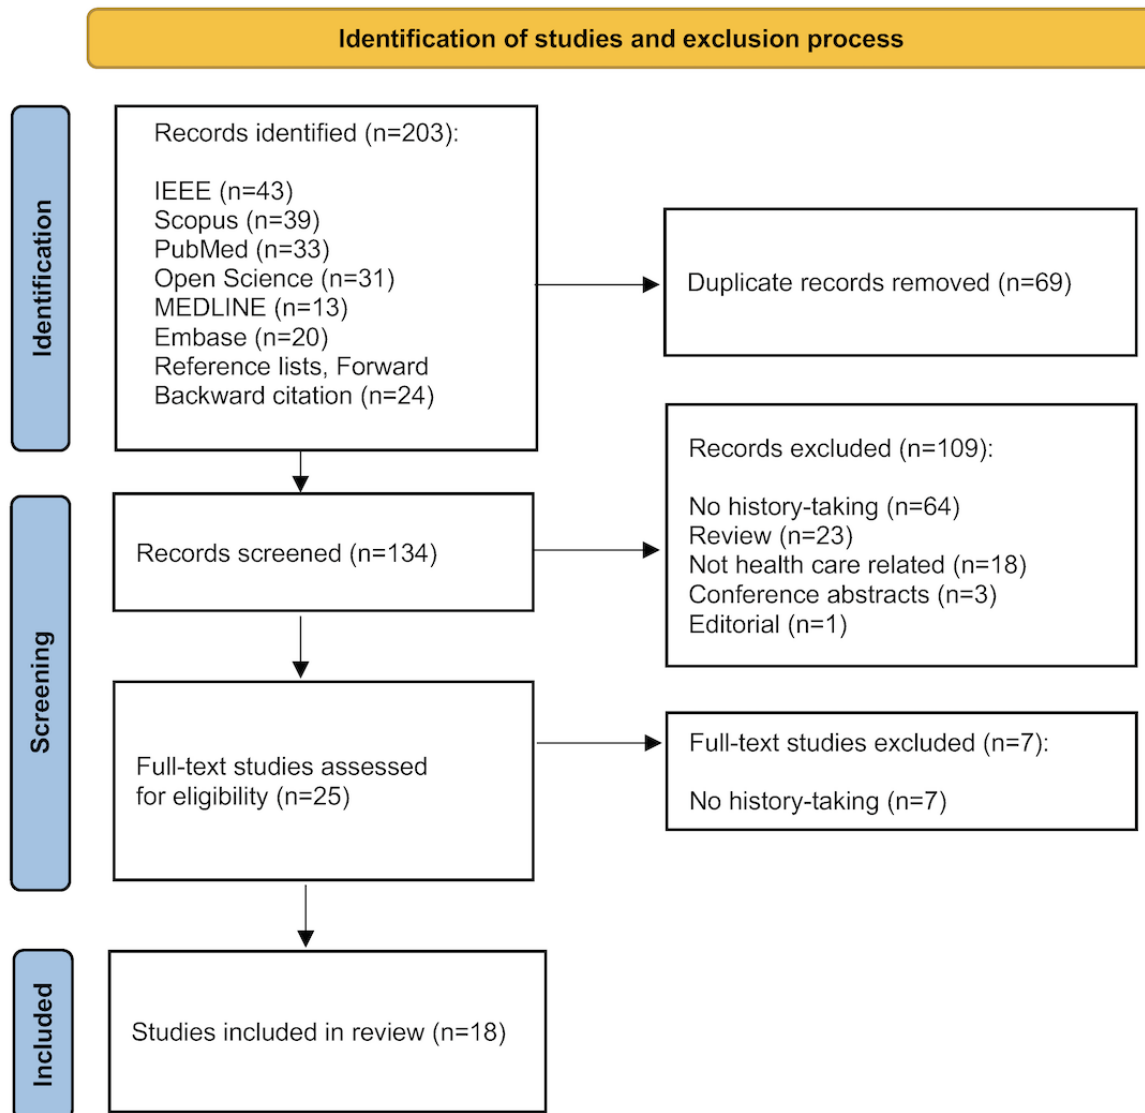 Identification of studies and exclusion process
Identification
Records identified (n=203):
IEEE (n=43)
Scopus (n=39)
PubMed (n=33)
Open Science (n=31)
MEDLINE (n=13)
Embase (n=20)
Reference lists, Forward
Backward citation (n=24)
Duplicate records removed (n=69)
Screening
Records screened (n=134)
Records excluded (n=109):
No history-taking (n=64)
Review (n=23)
Not health care related (n=18)
Conference abstracts (n=3)
Editorial (n=1)
Full-text studies assessed
for eligibility (n=25)
Full-text studies excluded (n=7):
No history-taking (n=7)
Included
Studies included in review (n=18)